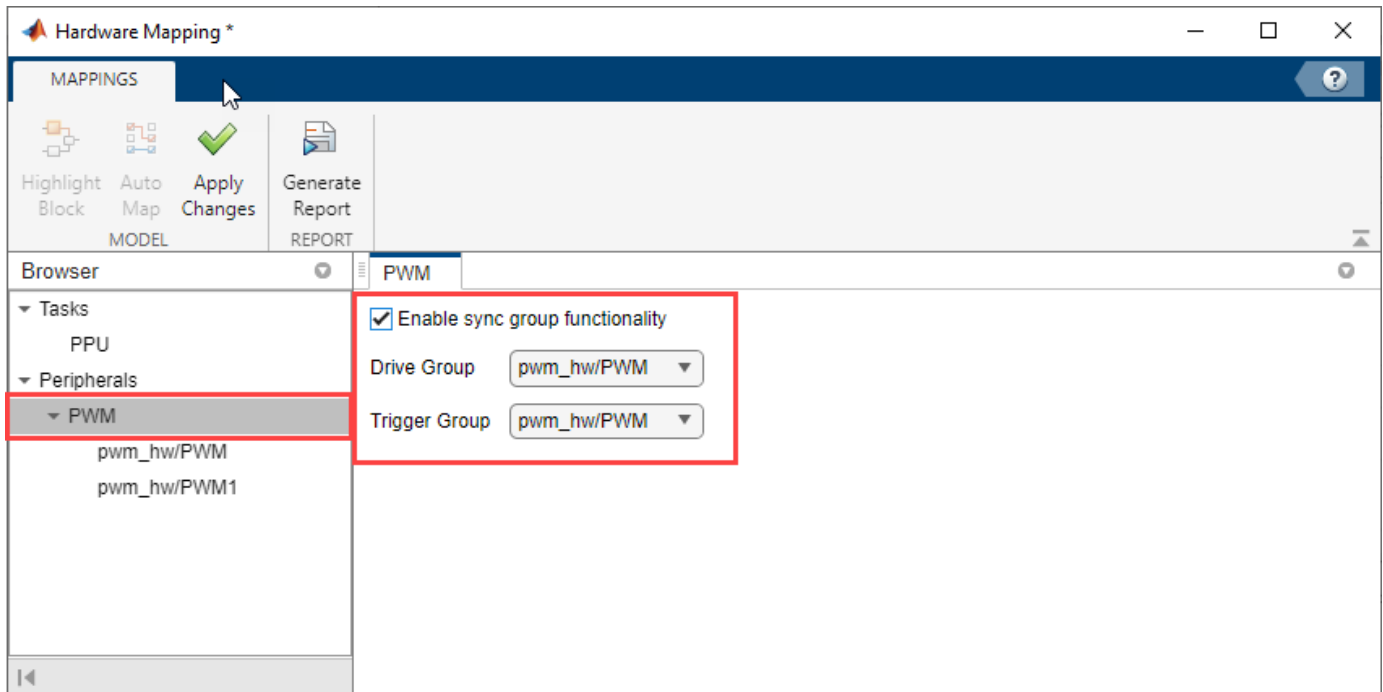 Hardware Mapping *
MAPPINGS
?
Highlight Block
Auto Map
Apply Changes
Generate Report
MODEL
REPORT
Browser
PWM
Tasks
PPU
Peripherals
PWM
pwm_hw/PWM
pwm_hw/PWM1
Enable sync group functionality
Drive Group pwm_hw/PWM
Trigger Group pwm_hw/PWM